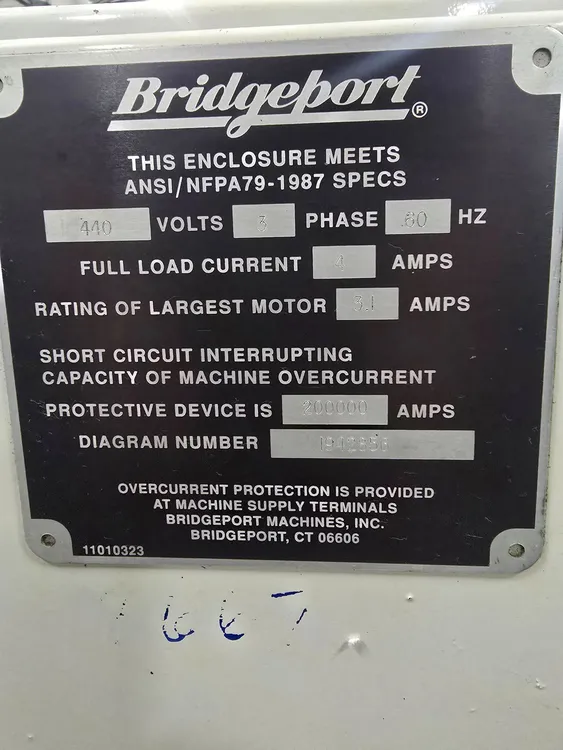 Bridgeport®
THIS ENCLOSURE MEETS
ANSI/NFPA79-1987 SPECS
440 VOLTS 3 PHASE 60 HZ
FULL LOAD CURRENT 4 AMPS
RATING OF LARGEST MOTOR 3.1 AMPS
SHORT CIRCUIT INTERRUPTING
CAPACITY OF MACHINE OVERCURRENT
PROTECTIVE DEVICE IS 200000 AMPS
DIAGRAM NUMBER
OVERCURRENT PROTECTION IS PROVIDED
AT MACHINE SUPPLY TERMINALS
BRIDGEPORT MACHINES, INC.
BRIDGEPORT, CT 06606
11010323